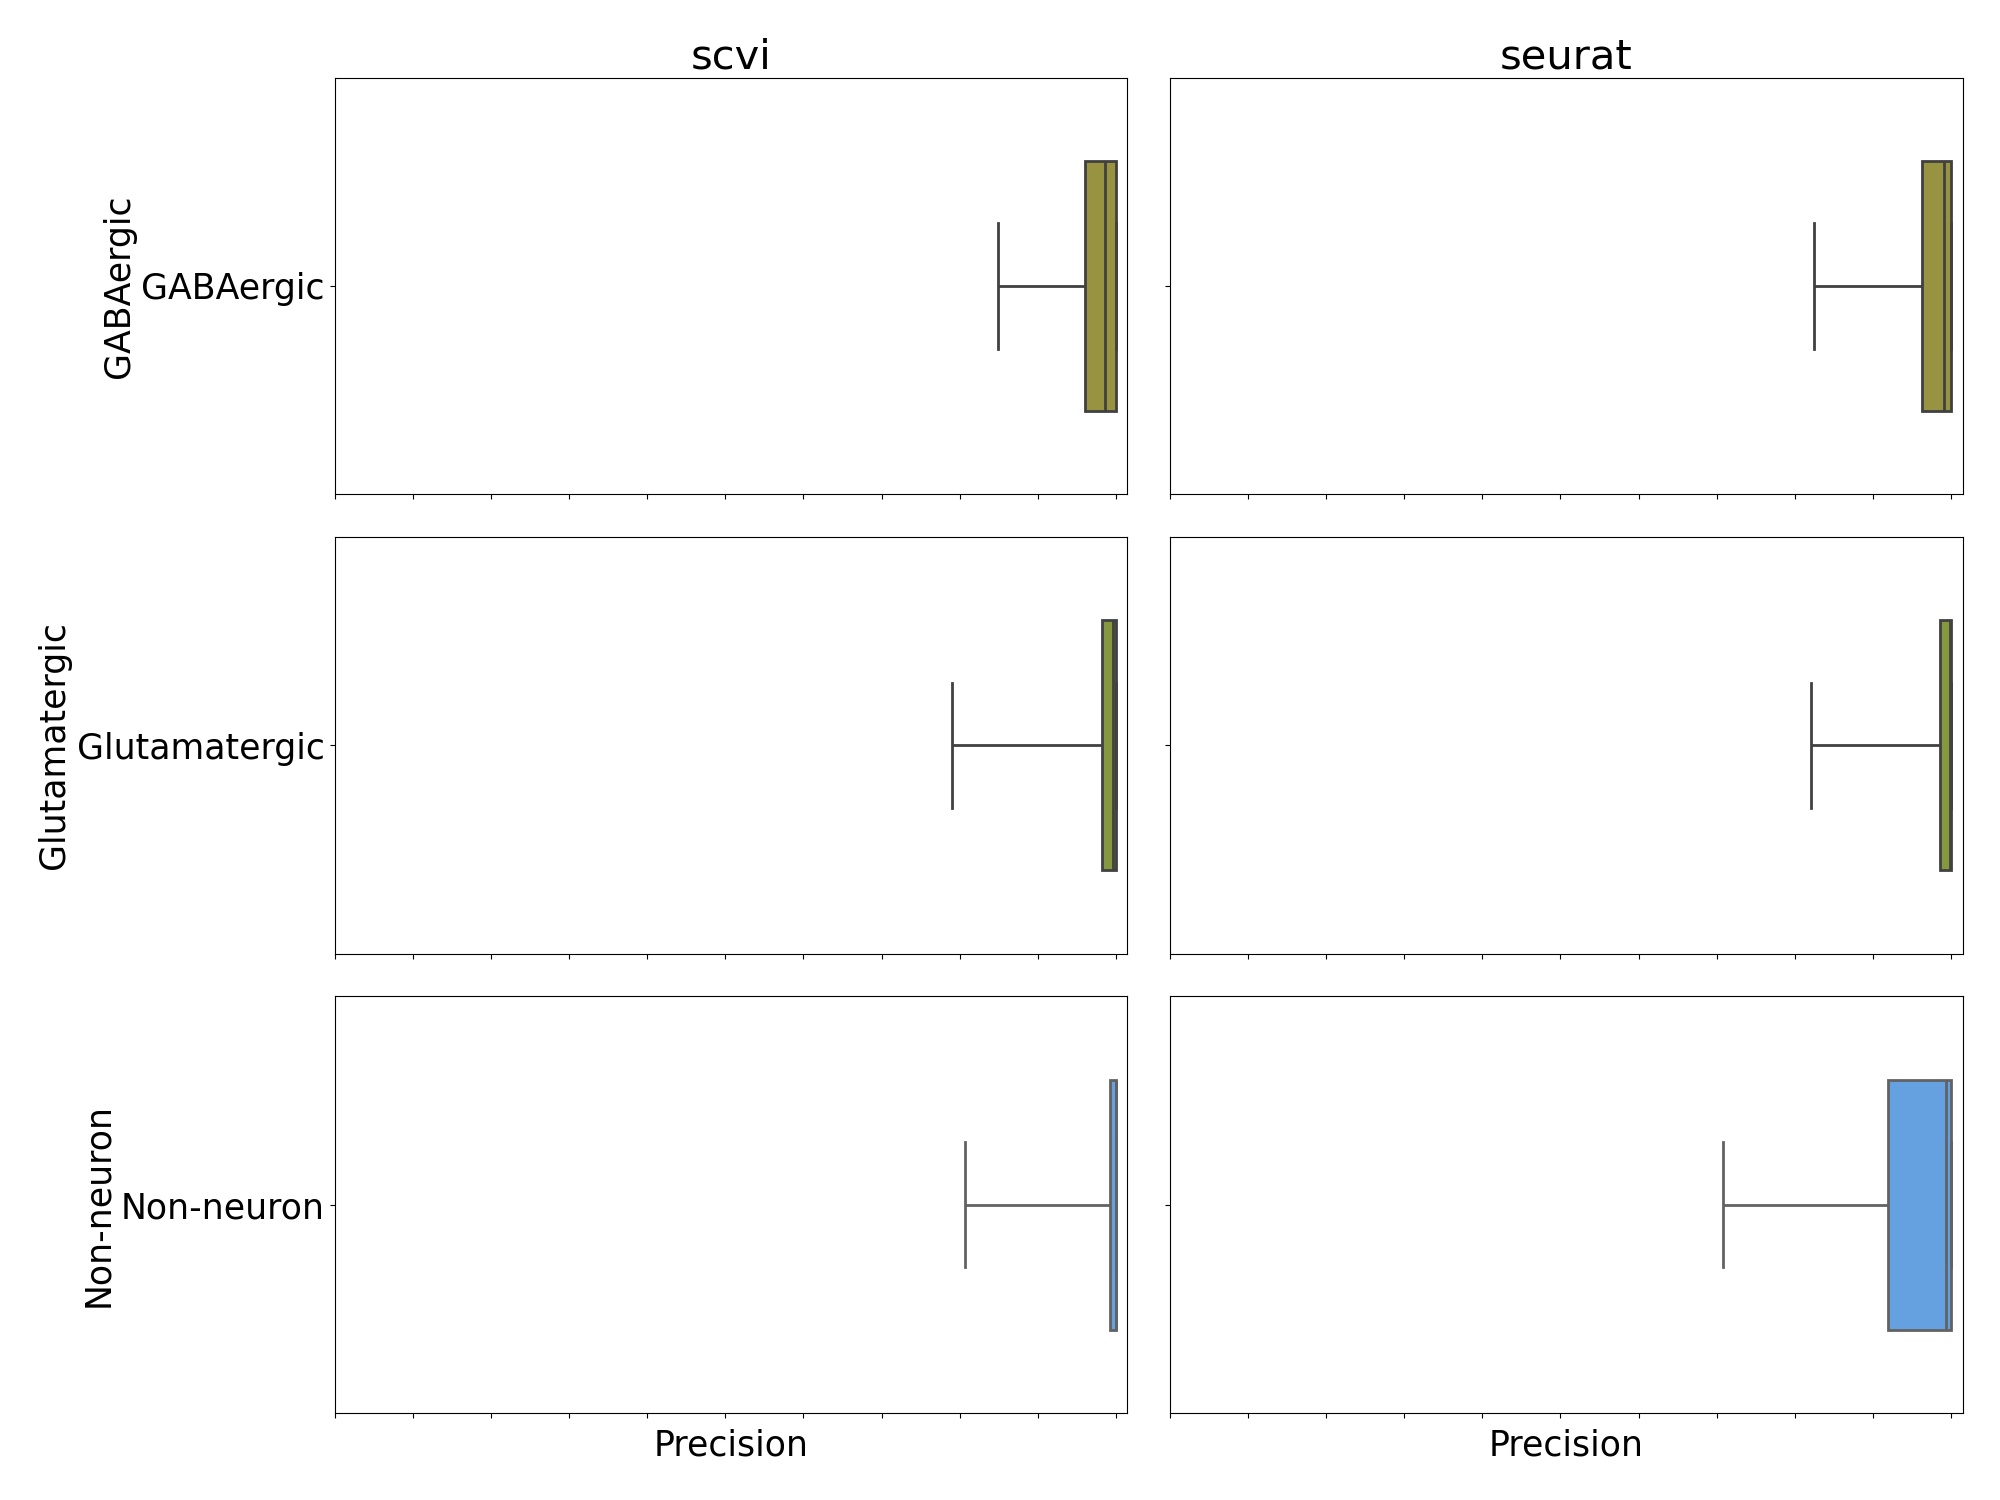 scvi
seurat
GABAergic
GABAergic
Glutamatergic
Glutamatergic
Non-neuron
Non-neuron
Precision
Precision